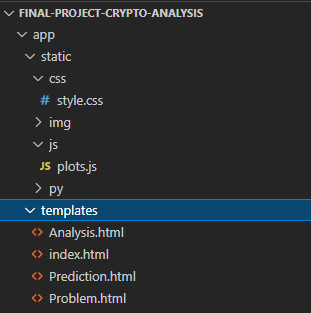 FINAL-PROJECT-CRYPTO-ANALYSIS
app
static
css
# style.css
img
js
JS plots.js
py
templates
<> Analysis.html
<> index.html
<> Prediction.html
<> Problem.html